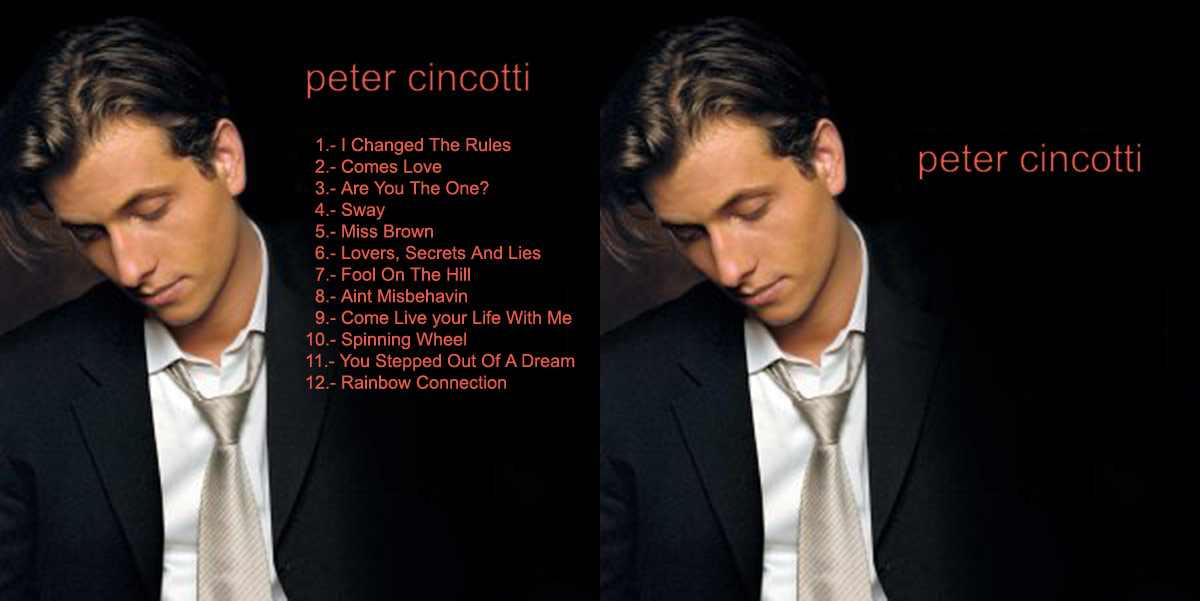 peter cincotti
1.- I Changed The Rules
2.- Comes Love
3.- Are You The One?
4.- Sway
5.- Miss Brown
6.- Lovers, Secrets And Lies
7.- Fool On The Hill
8.- Aint Misbehavin
9.- Come Live your Life With Me
10.- Spinning Wheel
11.- You Stepped Out Of A Dream
12.- Rainbow Connection
peter cincotti